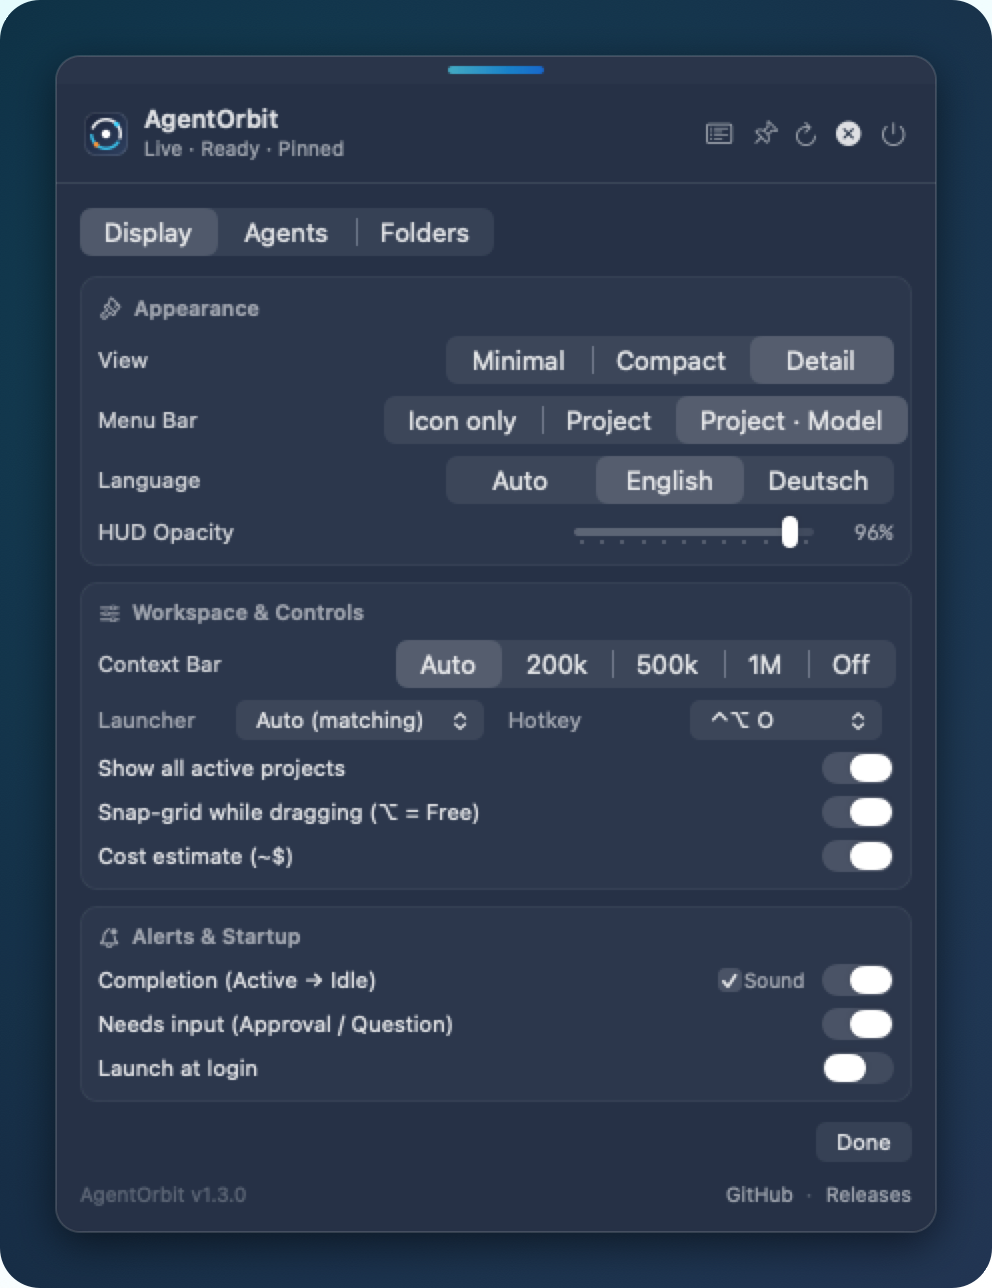 AgentOrbit
Live · Ready · Pinned
Display Agents Folders
Appearance
View Minimal Compact Detail
Menu Bar Icon only Project Project · Model
Language Auto English Deutsch
HUD Opacity 96%
Workspace & Controls
Context Bar Auto 200k 500k 1M Off
Launcher Auto (matching) Hotkey ^⌥ O
Show all active projects
Snap-grid while dragging (⌥ = Free)
Cost estimate (~$)
Alerts & Startup
Completion (Active → Idle) Sound
Needs input (Approval / Question)
Launch at login
Done
AgentOrbit v1.3.0 GitHub · Releases